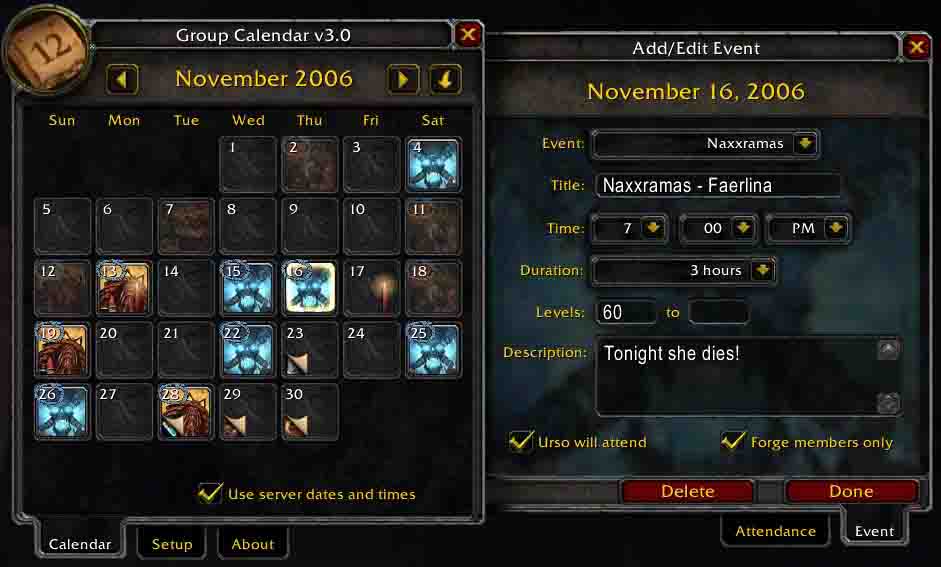 12
Group Calendar v3.0
November 2006
Sun Mon Tue Wed Thu Fri Sat
1 2 3 4
5 6 7 8 9 10 11
12 13 14 15 16 17 18
19 20 21 22 23 24 25
26 27 28 29 30
Use server dates and times
Calendar Setup About
Add/Edit Event
November 16, 2006
Event: Naxxramas
Title: Naxxramas - Faerlina
Time: 7 00 PM
Duration: 3 hours
Levels: 60 to
Description: Tonight she dies!
Urso will attend Forge members only
Delete Done
Attendance Event